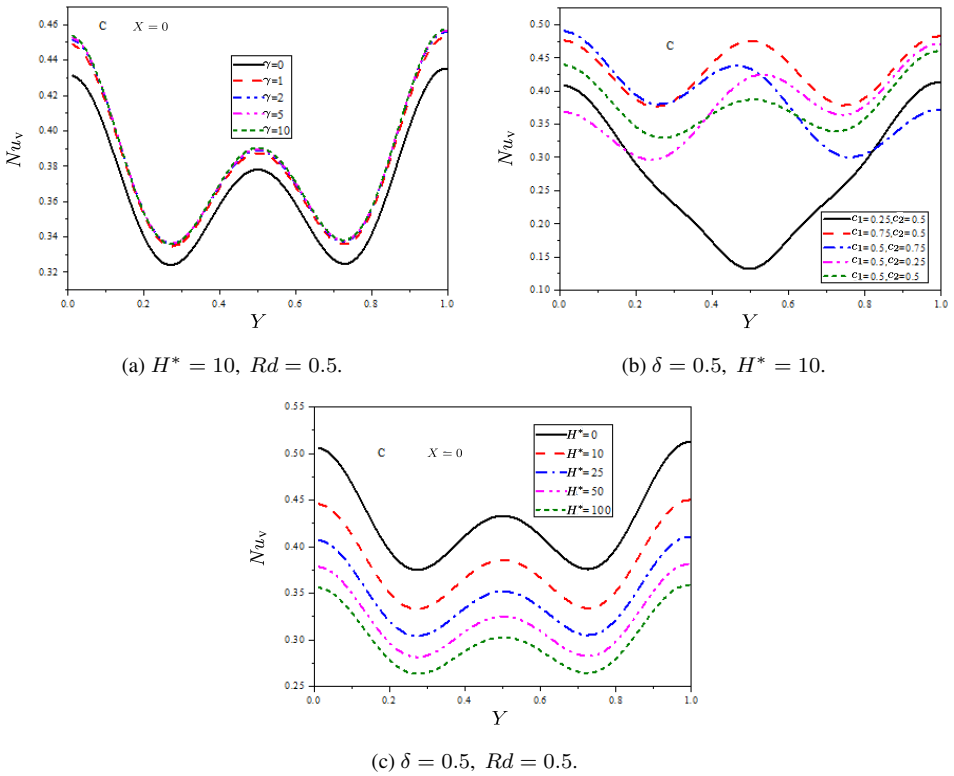 0.46
0.44
0.42
0.40
0.38
0.36
0.34
0.32
Nu_v
C X = 0
γ=0
γ=1
γ=2
γ=5
γ=10
0.0 0.2 0.4 0.6 0.8 1.0
Y
(a) H* = 10, Rd = 0.5.
0.50
0.45
0.40
0.35
0.30
0.25
0.20
0.15
0.10
Nu_v
C
c1=0.25,c2=0.5
c1=0.75,c2=0.5
c1=0.5,c2=0.75
c1=0.5,c2=0.25
c1=0.5,c2=0.5
0.0 0.2 0.4 0.6 0.8 1.0
Y
(b) δ = 0.5, H* = 10.
0.55
0.50
0.45
0.40
0.35
0.30
0.25
Nu_v
C X = 0
H*=0
H*=10
H*=25
H*=50
H*=100
0.0 0.2 0.4 0.6 0.8 1.0
Y
(c) δ = 0.5, Rd = 0.5.